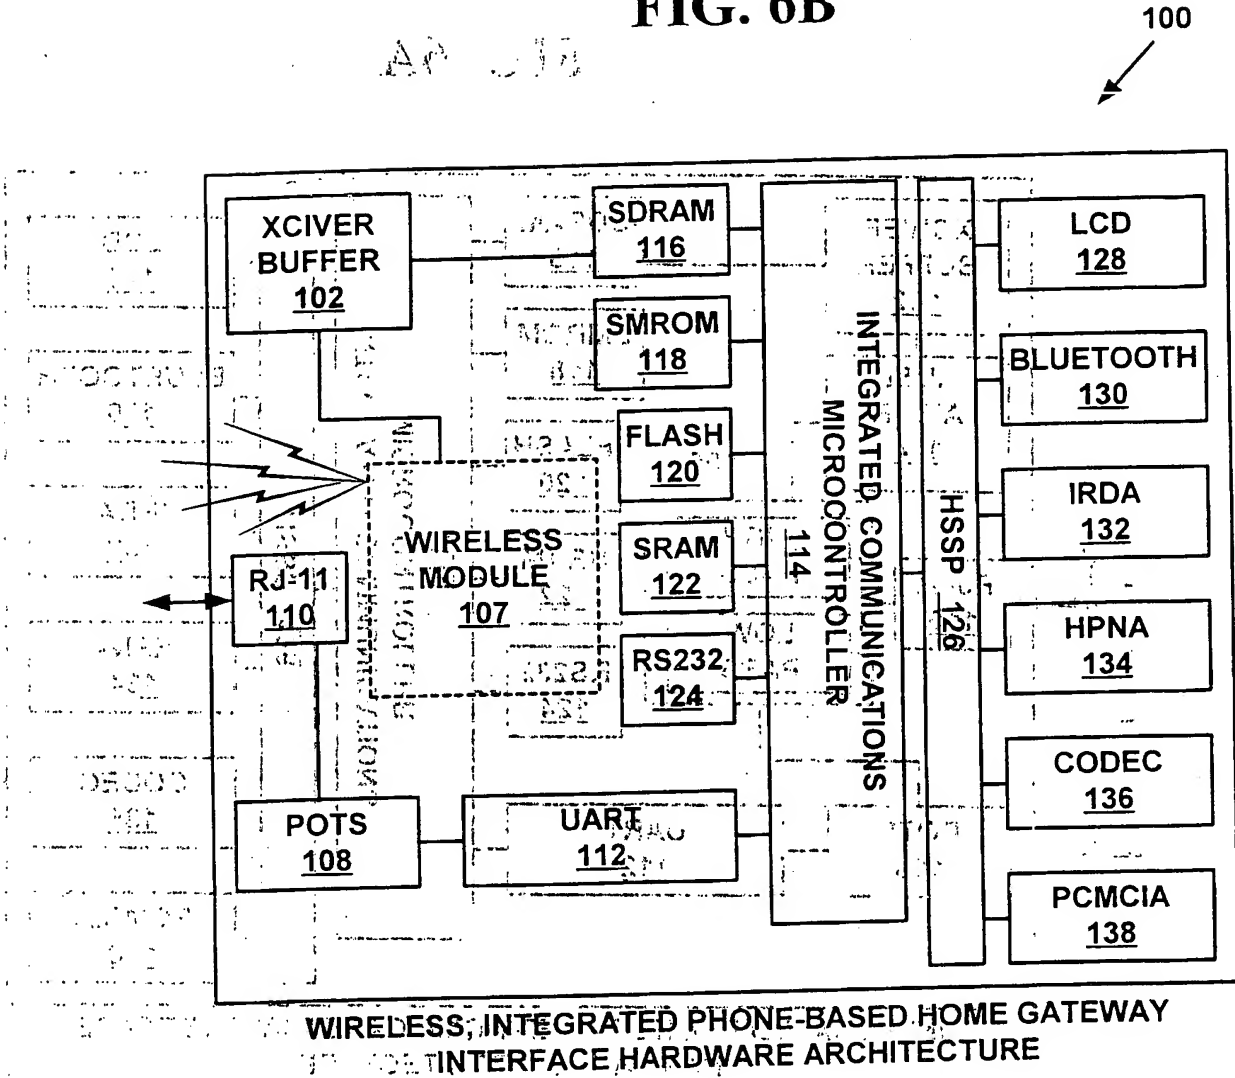 FIG. 6B
100
XCIVER
BUFFER
102
SDRAM
116
SMROM
118
FLASH
120
SRAM
122
RS232
124
WIRELESS
MODULE
107
RJ-11
110
POTS
108
UART
112
INTEGRATED COMMUNICATIONS
MICROCONTROLLER
114
HSSP 126
LCD
128
BLUETOOTH
130
IRDA
132
HPNA
134
CODEC
136
PCMCIA
138
WIRELESS, INTEGRATED PHONE-BASED HOME GATEWAY
INTERFACE HARDWARE ARCHITECTURE